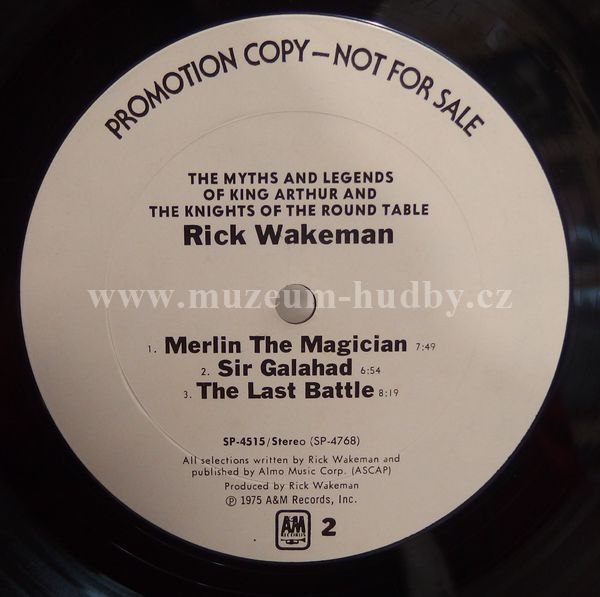 PROMOTION COPY—NOT FOR SALE
THE MYTHS AND LEGENDS
OF KING ARTHUR AND
THE KNIGHTS OF THE ROUND TABLE
Rick Wakeman
www.muzeum-hudby.cz
1. Merlin The Magician 7:49
2. Sir Galahad 6:54
3. The Last Battle 8:19
SP-4515/Stereo (SP-4768)
All selections written by Rick Wakeman and
published by Almo Music Corp. (ASCAP)
Produced by Rick Wakeman
℗ 1975 A&M Records, Inc.
A&M RECORDS 2